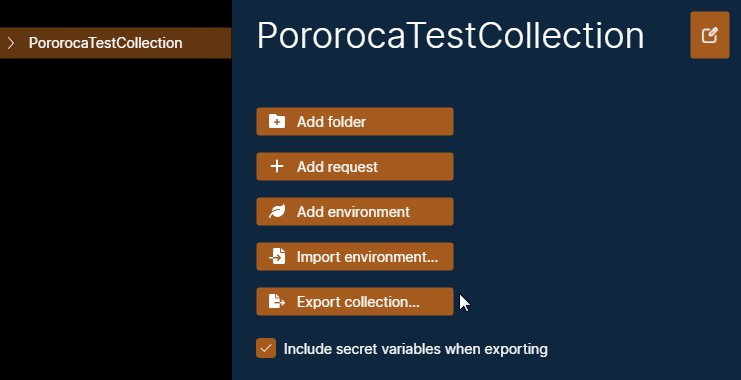 PororocaTestCollection
PororocaTestCollection
Add folder
Add request
Add environment
Import environment...
Export collection...
Include secret variables when exporting